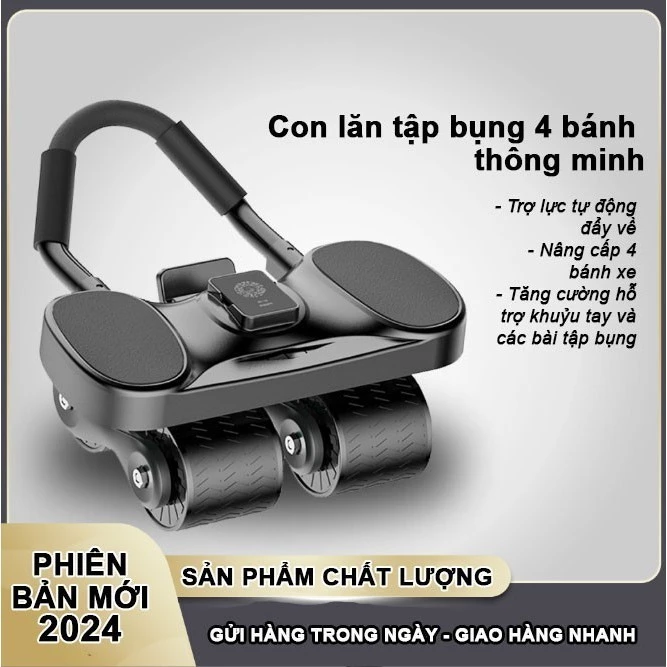 Con lăn tập bụng 4 bánh
thông minh
- Trợ lực tự động
đẩy về
- Nâng cấp 4
bánh xe
- Tăng cường hỗ
trợ khuỷu tay và
các bài tập bụng
PHIÊN
BẢN MỚI
2024
SẢN PHẨM CHẤT LƯỢNG
GỬI HÀNG TRONG NGÀY - GIAO HÀNG NHANH